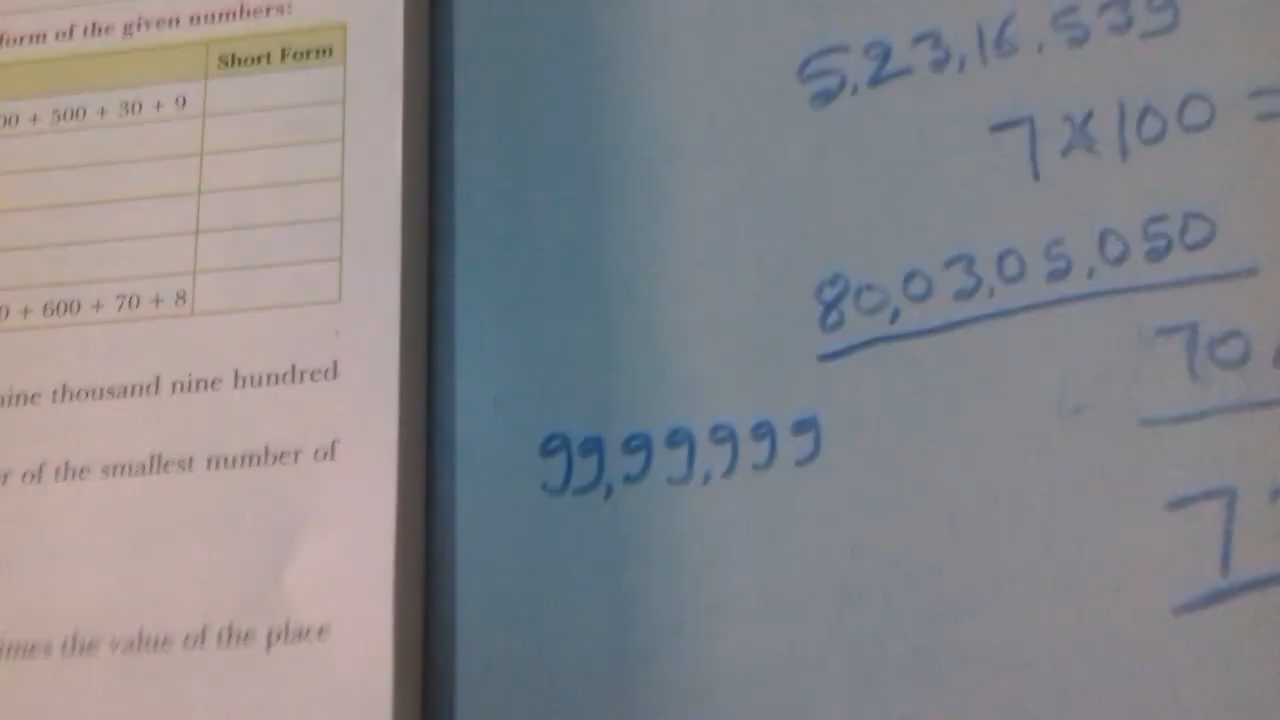 form of the given numbers:
Short Form
00 + 500 + 30 + 9
0 + 600 + 70 + 8
nine thousand nine hundred
r of the smallest number of
imes the value of the place
5,23,16,539
7 × 100 =
80,03,05,050
70
99,99,999
7